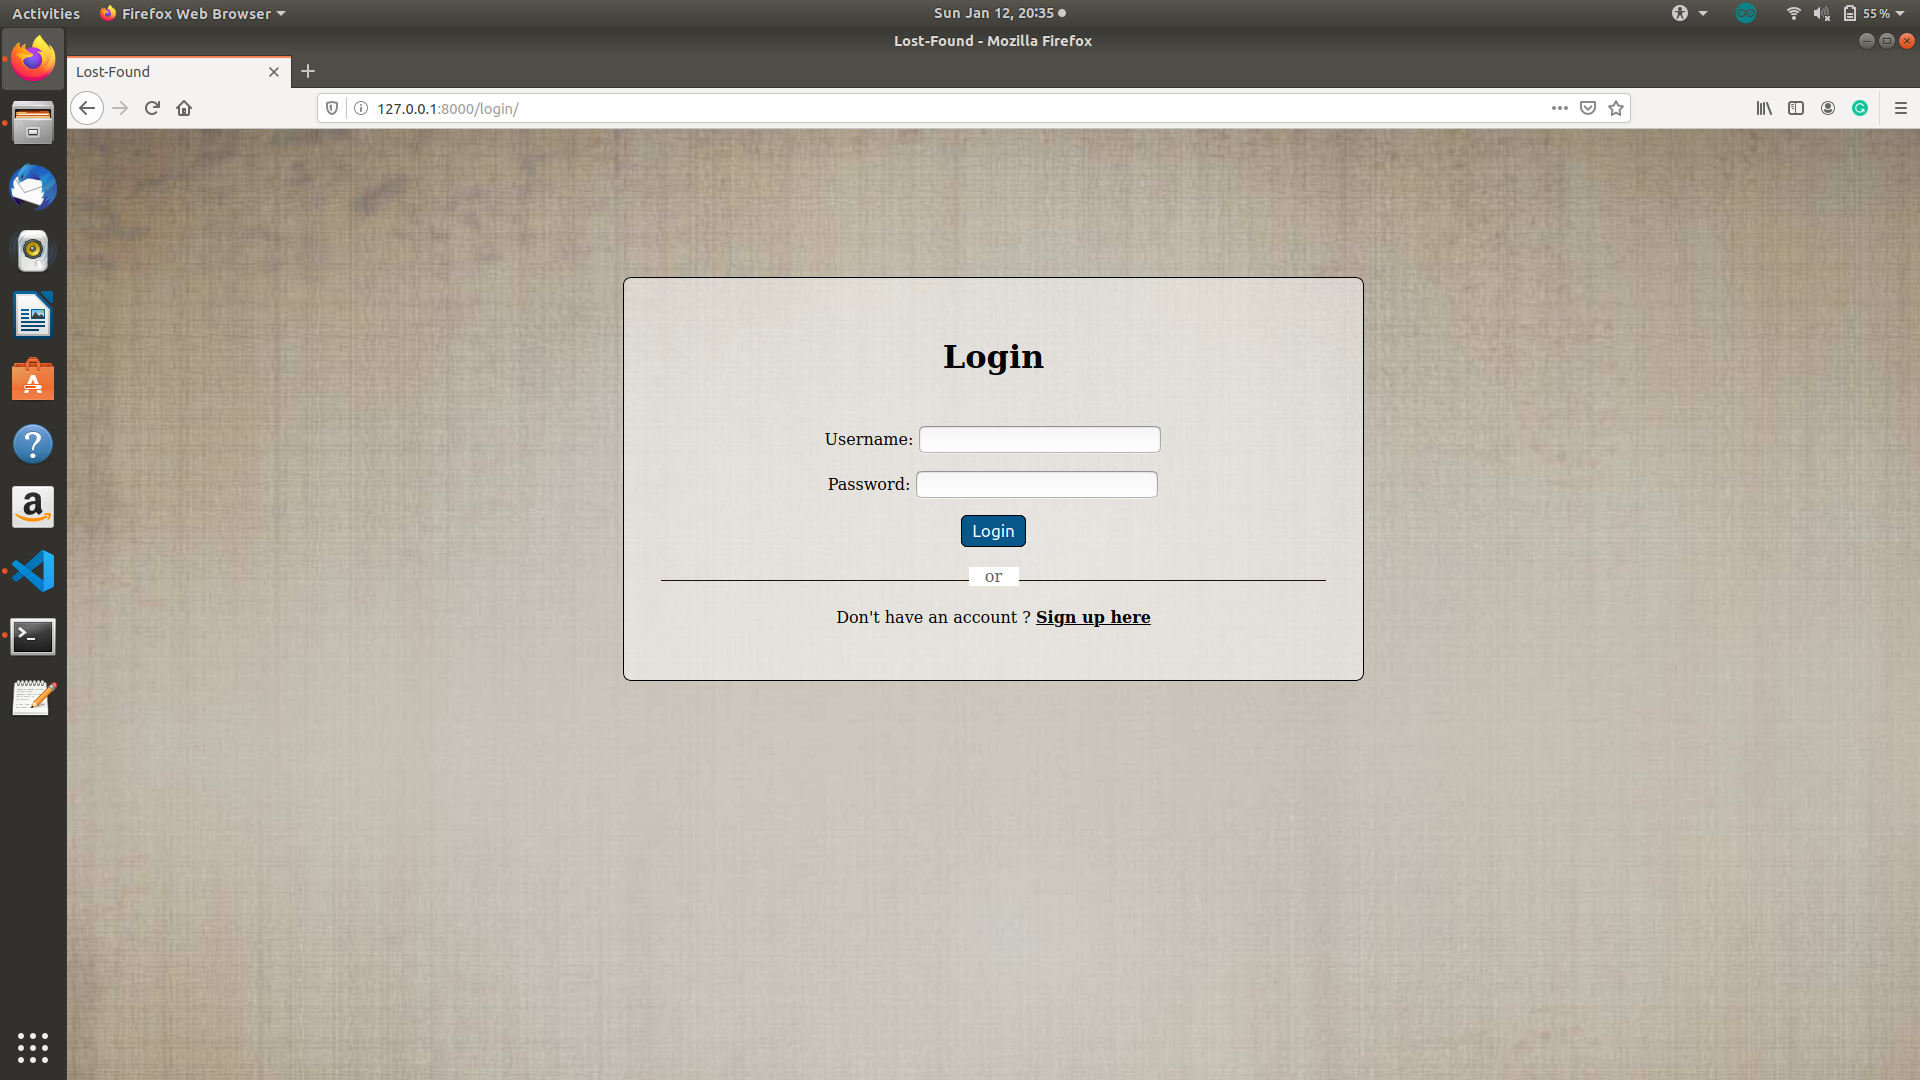 Activities Firefox Web Browser Sun Jan 12, 20:35 55 %
Lost-Found - Mozilla Firefox
Lost-Found
127.0.0.1:8000/login/
Login
Username:
Password:
Login
or
Don't have an account ? Sign up here